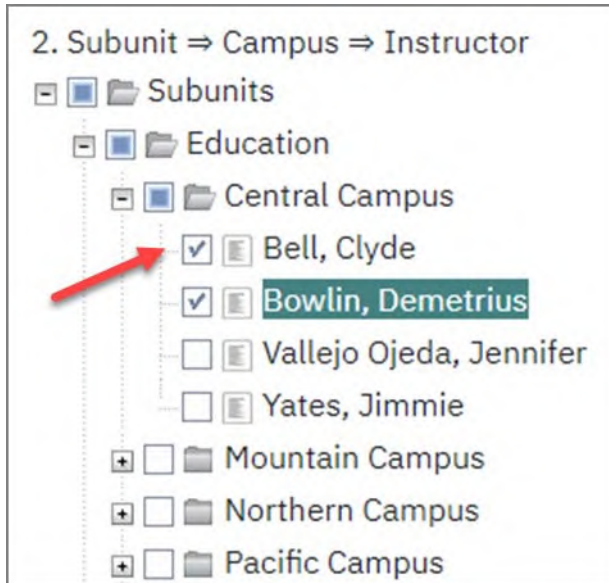 2. Subunit ⇒ Campus ⇒ Instructor
Subunits
Education
Central Campus
Bell, Clyde
Bowlin, Demetrius
Vallejo Ojeda, Jennifer
Yates, Jimmie
Mountain Campus
Northern Campus
Pacific Campus